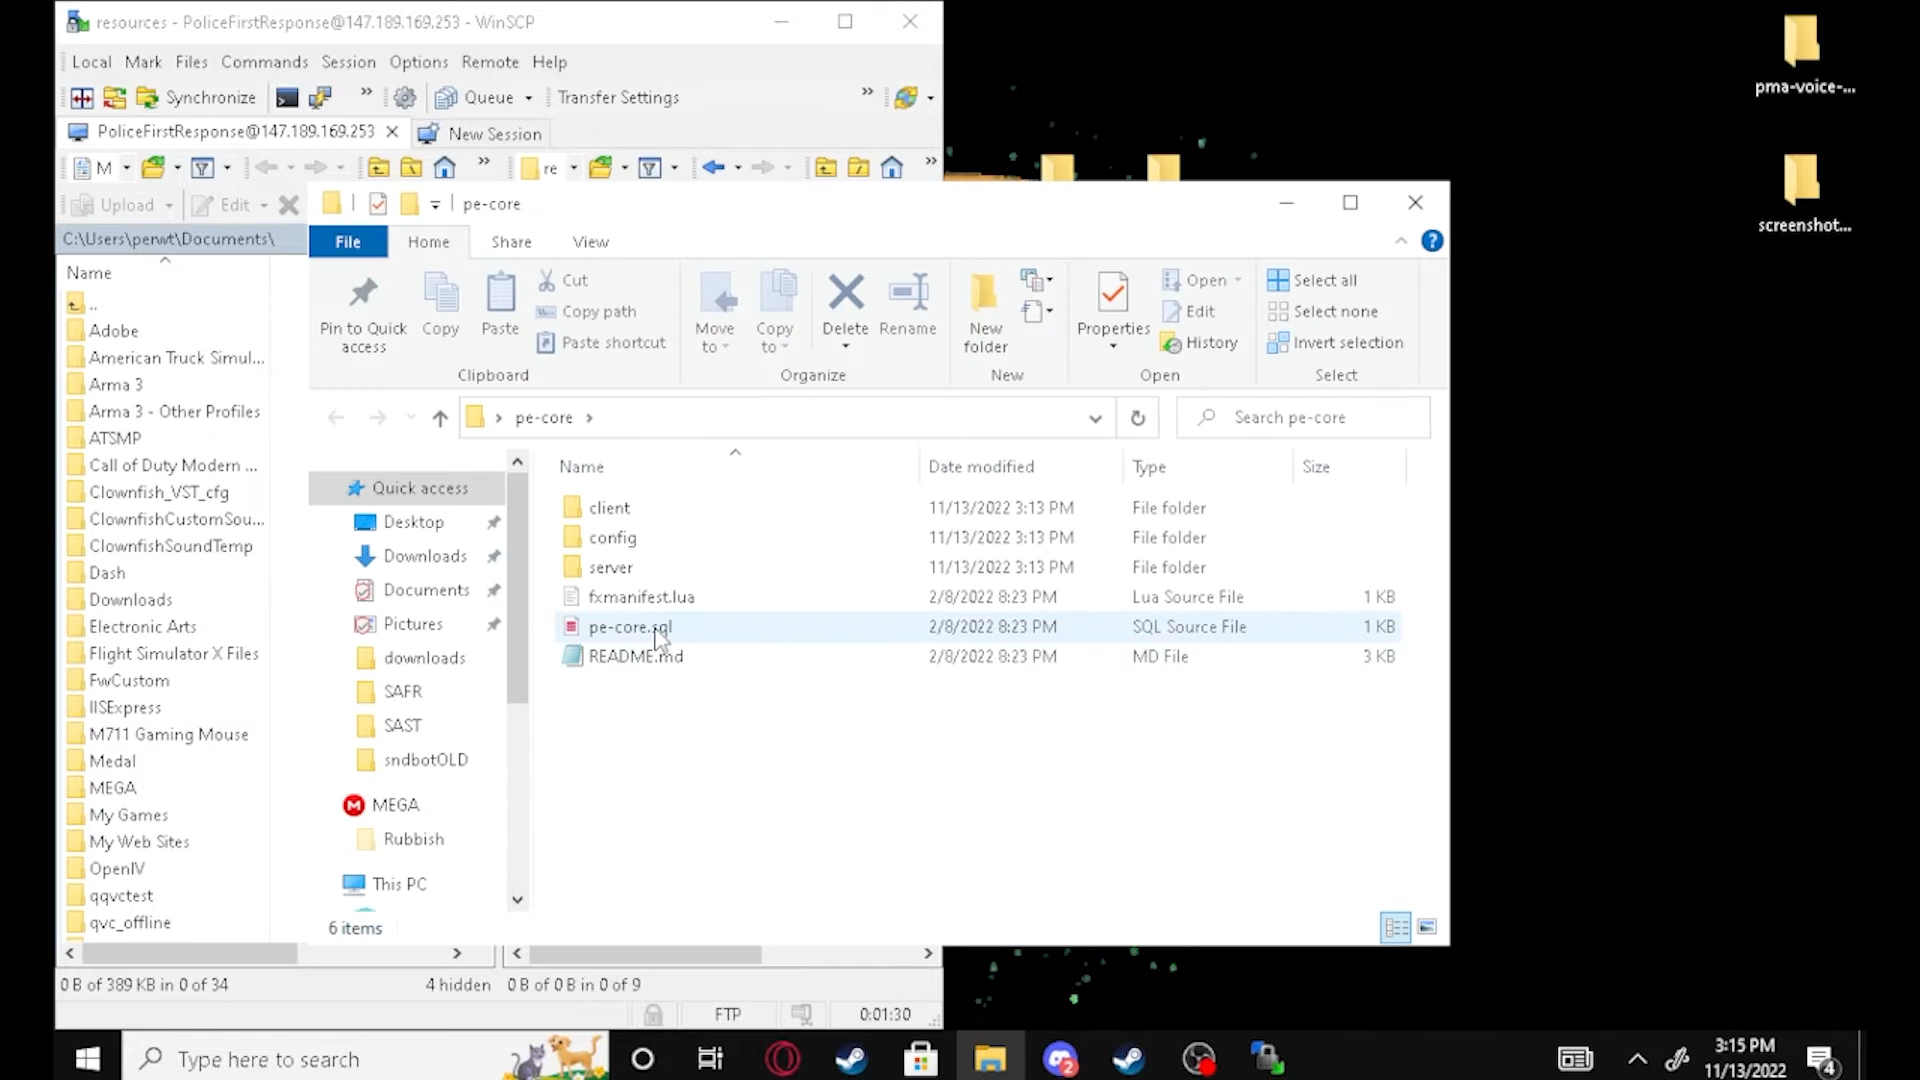 resources - PoliceFirstResponse@147.189.169.253 - WinSCP
Local Mark Files Commands Session Options Remote Help
Synchronize » Queue Transfer Settings »
PoliceFirstResponse@147.189.169.253 New Session
M » re »
Upload Edit
C:\Users\perwt\Documents\
Name
..
Adobe
American Truck Simul...
Arma 3
Arma 3 - Other Profiles
ATSMP
Call of Duty Modern ...
Clownfish_VST_cfg
ClownfishCustomSou...
ClownfishSoundTemp
Dash
Downloads
Electronic Arts
Flight Simulator X Files
FwCustom
IISExpress
M711 Gaming Mouse
Medal
MEGA
My Games
My Web Sites
OpenIV
qqvctest
qvc_offline
0 B of 389 KB in 0 of 34
4 hidden
0 B of 0 B in 0 of 9
FTP
0:01:30
pe-core
File Home Share View
Pin to Quick access
Copy
Paste
Cut
Copy path
Paste shortcut
Clipboard
Move to
Copy to
Delete
Rename
Organize
New folder
New
Properties
Open
Edit
History
Open
Select all
Select none
Invert selection
Select
pe-core
Search pe-core
Quick access
Desktop
Downloads
Documents
Pictures
downloads
SAFR
SAST
sndbotOLD
MEGA
Rubbish
This PC
Name Date modified Type Size
client 11/13/2022 3:13 PM File folder
config 11/13/2022 3:13 PM File folder
server 11/13/2022 3:13 PM File folder
fxmanifest.lua 2/8/2022 8:23 PM Lua Source File 1 KB
pe-core.sql 2/8/2022 8:23 PM SQL Source File 1 KB
README.md 2/8/2022 8:23 PM MD File 3 KB
6 items
pma-voice-...
screenshot...
Type here to search
2
3:15 PM
11/13/2022
4